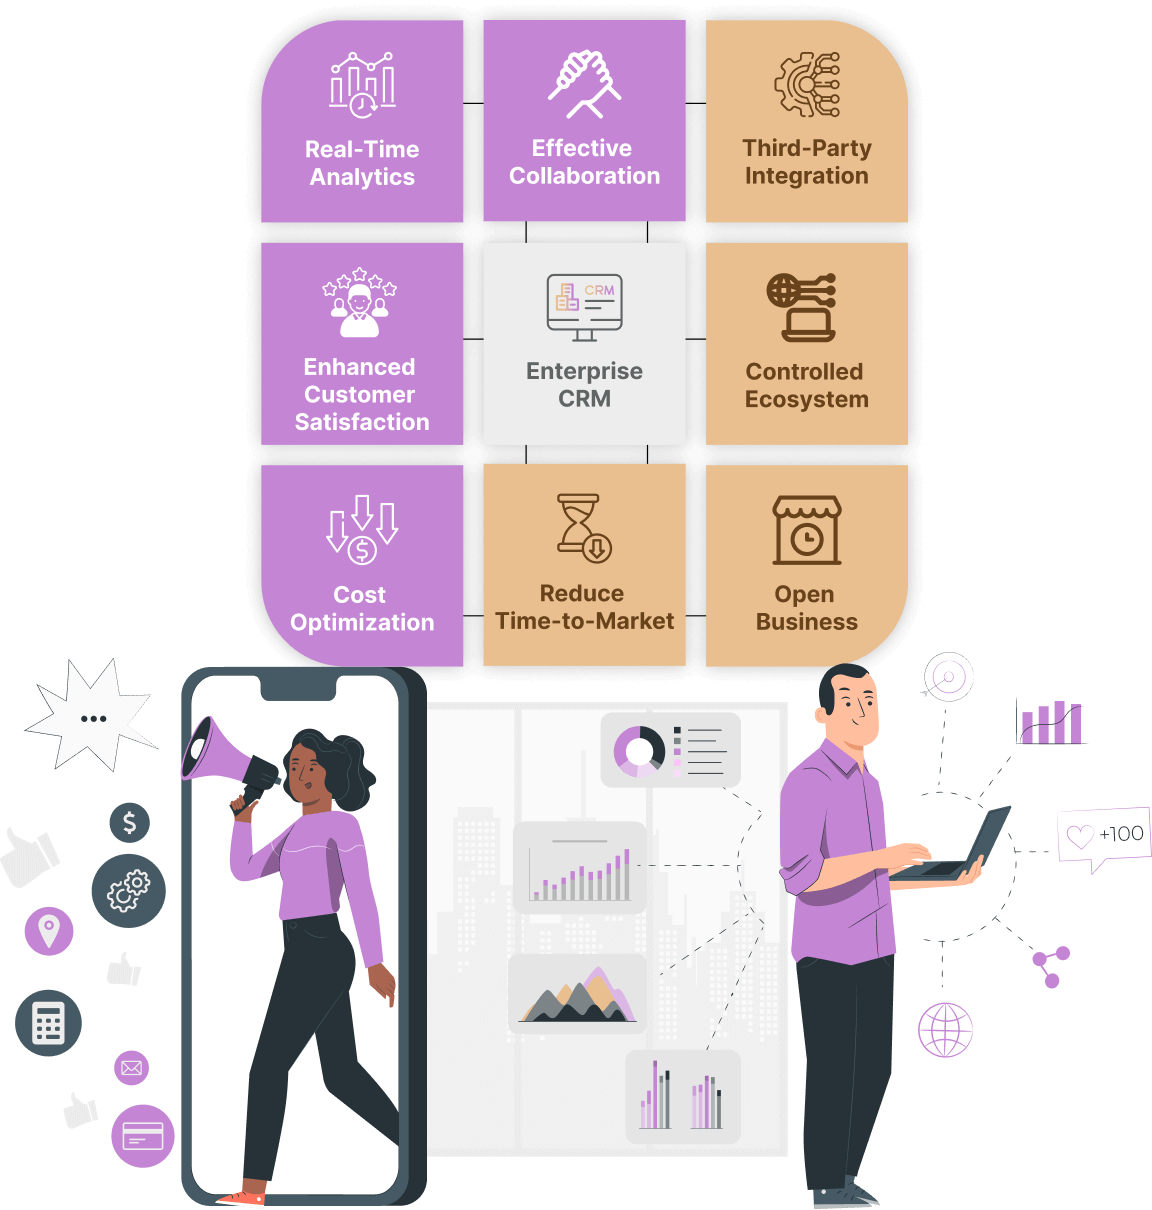 Real-Time
Analytics
Effective
Collaboration
Third-Party
Integration
Enhanced
Customer
Satisfaction
CRM
Enterprise
CRM
Controlled
Ecosystem
$
Cost
Optimization
Reduce
Time-to-Market
Open
Business
...
$
+100